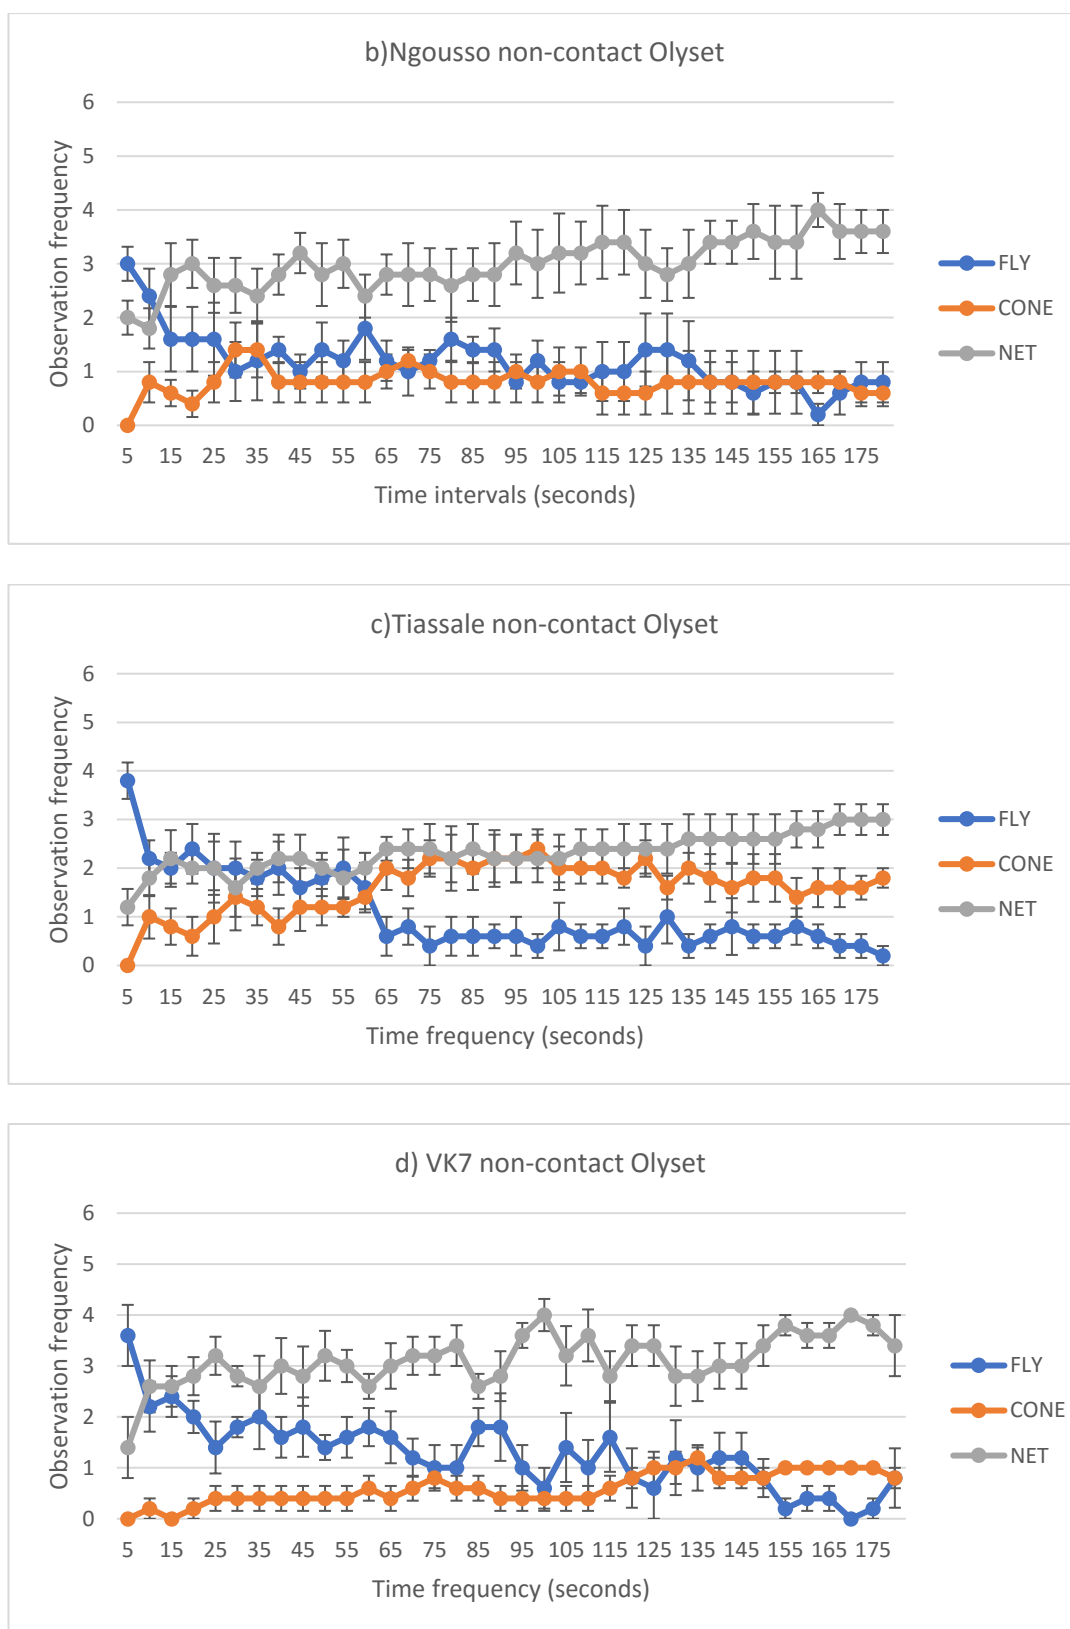 b)Ngousso non-contact Olyset
Observation frequency
6
5
4
3
2
1
0
5 15 25 35 45 55 65 75 85 95 105 115 125 135 145 155 165 175
Time intervals (seconds)
FLY
CONE
NET
c)Tiassale non-contact Olyset
Observation frequency
6
5
4
3
2
1
0
5 15 25 35 45 55 65 75 85 95 105 115 125 135 145 155 165 175
Time frequency (seconds)
FLY
CONE
NET
d) VK7 non-contact Olyset
Observation frequency
6
5
4
3
2
1
0
5 15 25 35 45 55 65 75 85 95 105 115 125 135 145 155 165 175
Time frequency (seconds)
FLY
CONE
NET